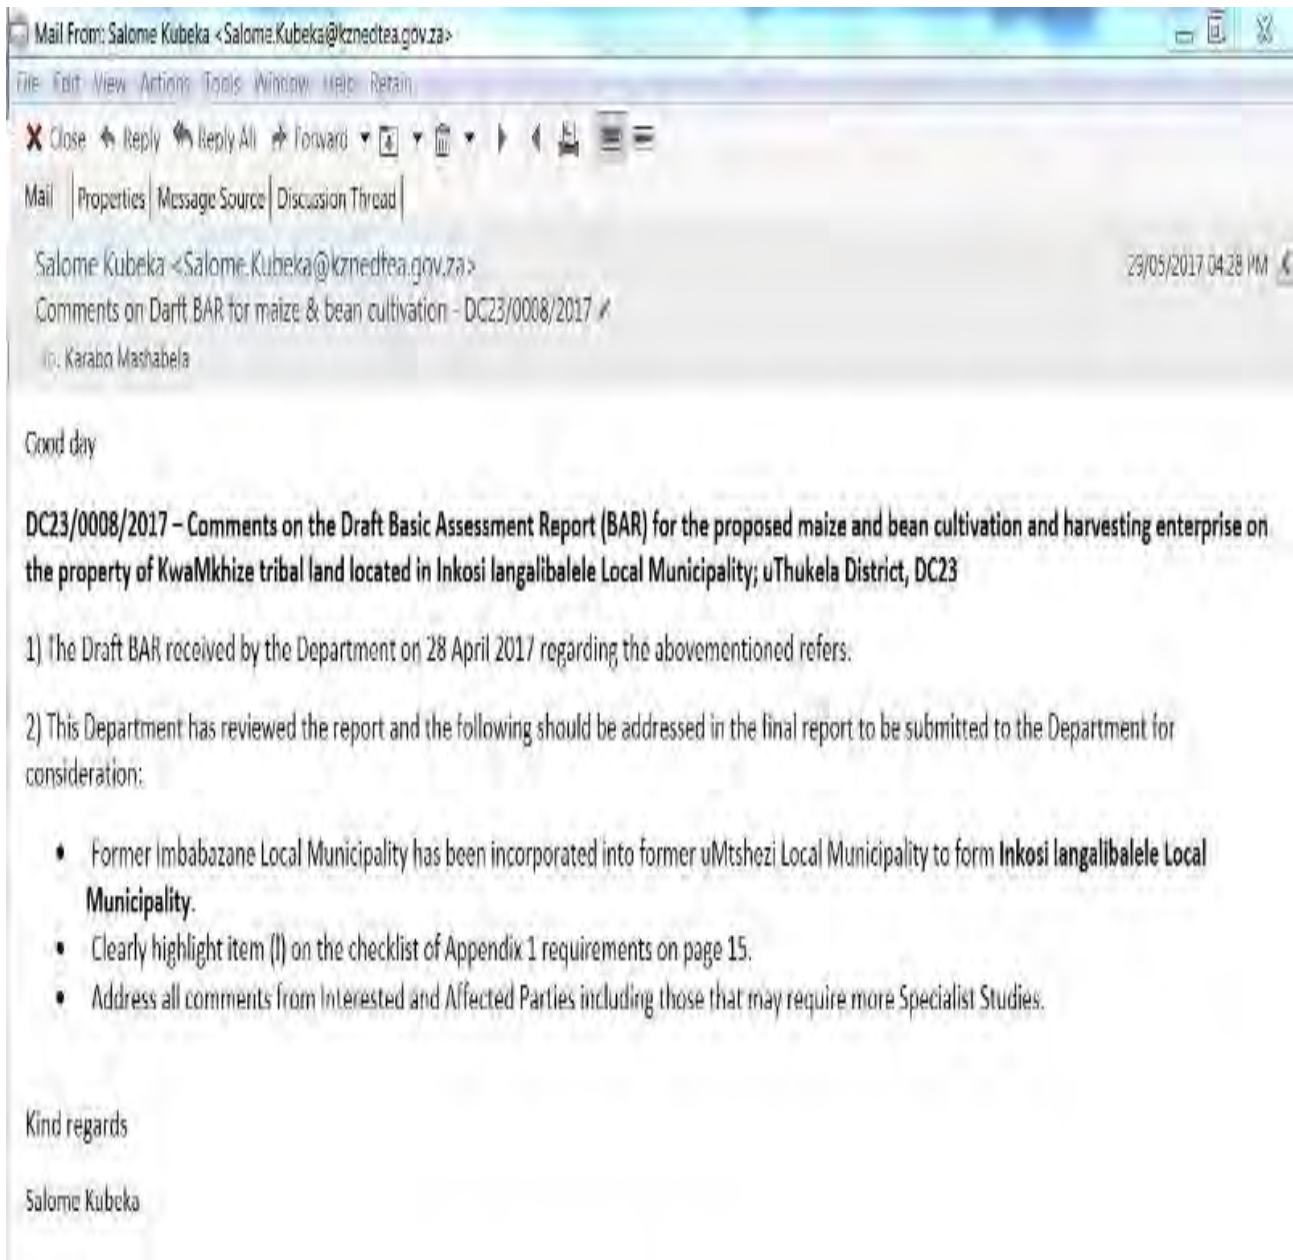 Mail From: Salome Kubeka <Salome.Kubeka@kznedtea.gov.za>
File Edit View Actions Tools Window Help Retain
Close Reply Reply All Forward
Mail Properties Message Source Discussion Thread
Salome Kubeka <Salome.Kubeka@kznedtea.gov.za> 29/05/2017 04:28 PM
Comments on Darft BAR for maize & bean cultivation - DC23/0008/2017
To: Karabo Mashabela
Good day
DC23/0008/2017 – Comments on the Draft Basic Assessment Report (BAR) for the proposed maize and bean cultivation and harvesting enterprise on
the property of KwaMkhize tribal land located in Inkosi langalibalele Local Municipality; uThukela District, DC23
1) The Draft BAR received by the Department on 28 April 2017 regarding the abovementioned refers.
2) This Department has reviewed the report and the following should be addressed in the final report to be submitted to the Department for
consideration:
• Former Imbabazane Local Municipality has been incorporated into former uMtshezi Local Municipality to form Inkosi langalibalele Local
Municipality.
• Clearly highlight item (l) on the checklist of Appendix 1 requirements on page 15.
• Address all comments from Interested and Affected Parties including those that may require more Specialist Studies.
Kind regards
Salome Kubeka